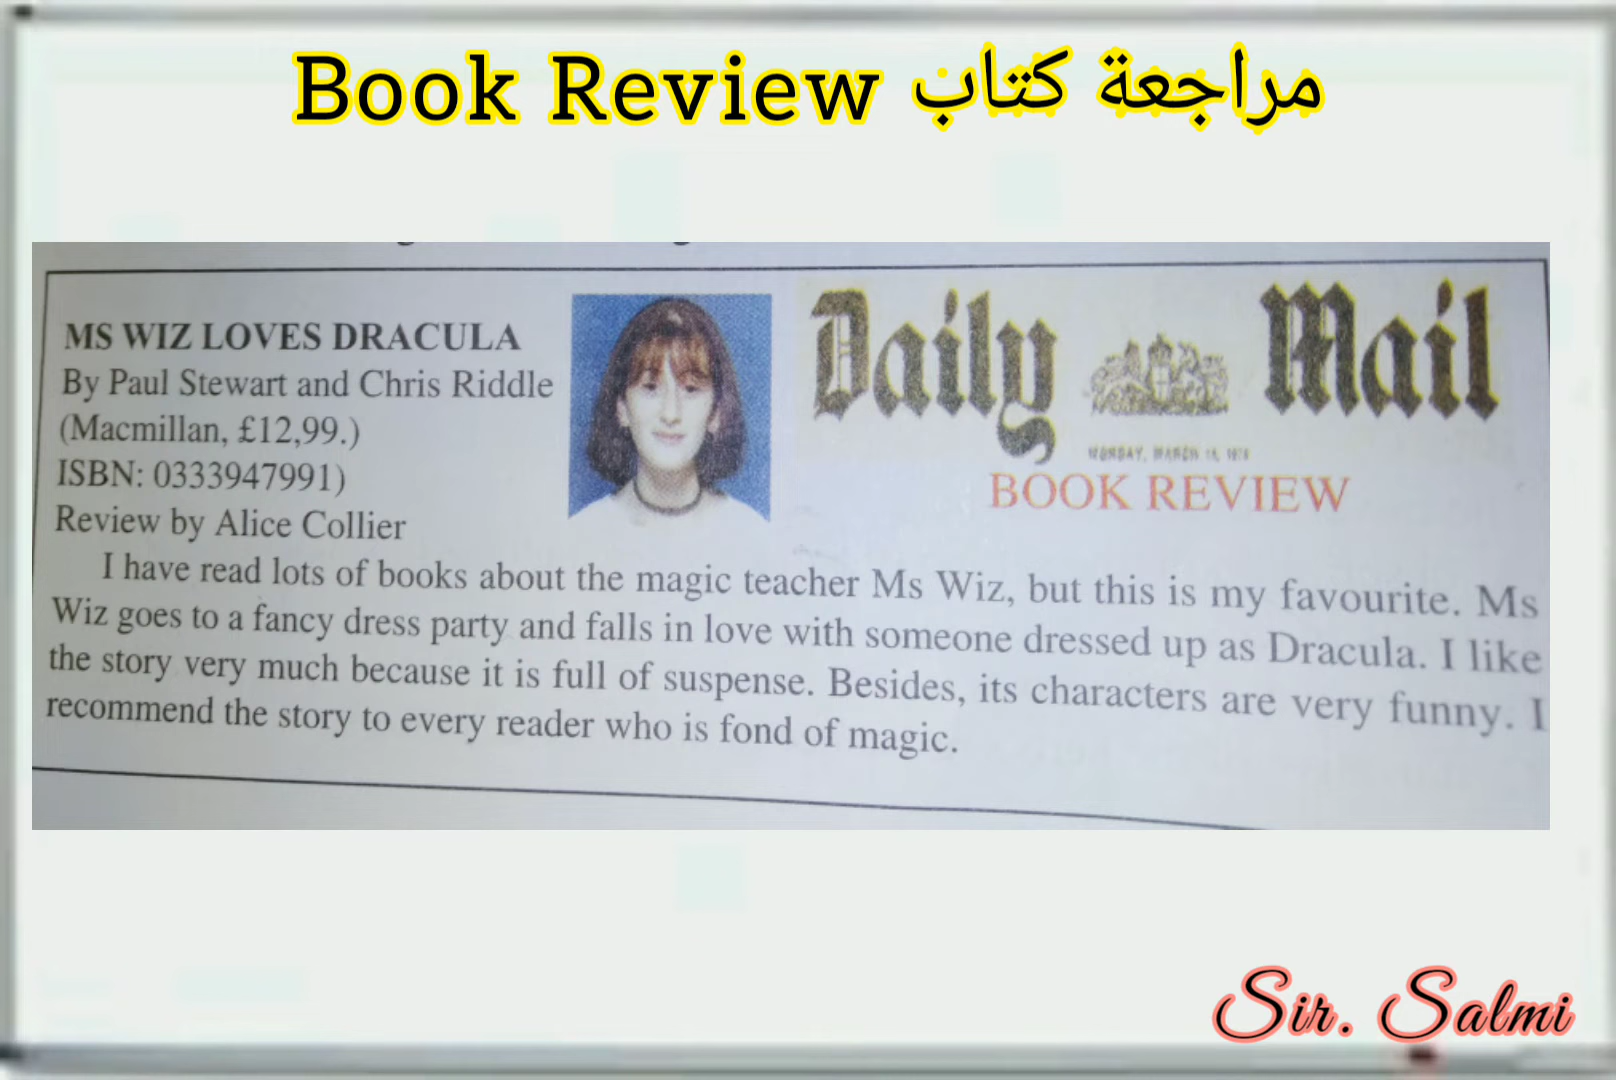 Book Review مراجعة كتاب
MS WIZ LOVES DRACULA
By Paul Stewart and Chris Riddle
(Macmillan, £12,99.)
ISBN: 0333947991)
Review by Alice Collier
Daily Mail
BOOK REVIEW
I have read lots of books about the magic teacher Ms Wiz, but this is my favourite. Ms
Wiz goes to a fancy dress party and falls in love with someone dressed up as Dracula. I like
the story very much because it is full of suspense. Besides, its characters are very funny. I
recommend the story to every reader who is fond of magic.
Sir. Salmi